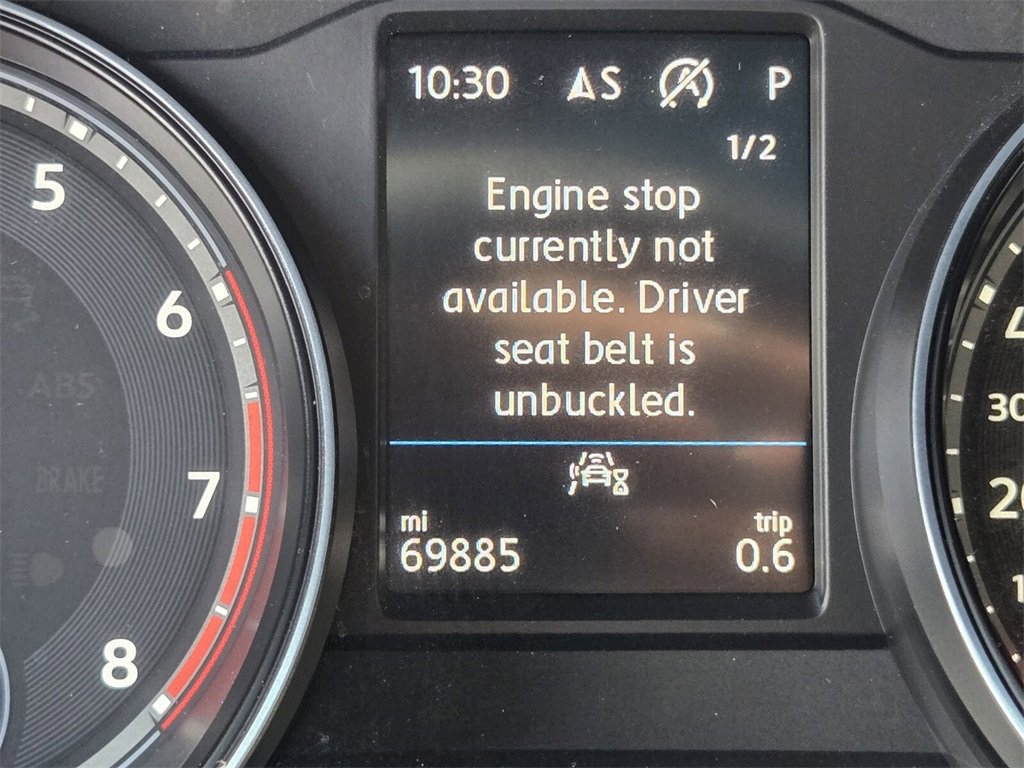 10:30 S A P
1/2
Engine stop
currently not
available. Driver
seat belt is
unbuckled.
mi trip
69885 0.6
5
6
7
8
ABS
BRAKE
30